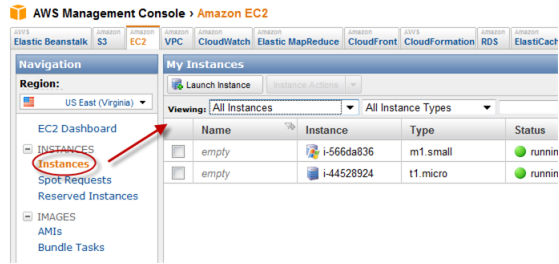 AWS Management Console > Amazon EC2
AWS
Elastic Beanstalk
Amazon
S3
Amazon
EC2
Amazon
VPC
Amazon
CloudWatch
Amazon
Elastic MapReduce
Amazon
CloudFront
AWS
CloudFormation
Amazon
RDS
Amazon
ElastiCach
Navigation
Region:
US East (Virginia)
EC2 Dashboard
INSTANCES
Instances
Spot Requests
Reserved Instances
IMAGES
AMIs
Bundle Tasks
My Instances
Launch Instance
Instance Actions
Viewing: All Instances
All Instance Types
Name Instance Type Status
empty i-566da836 m1.small runnin
empty i-44528924 t1.micro runnin